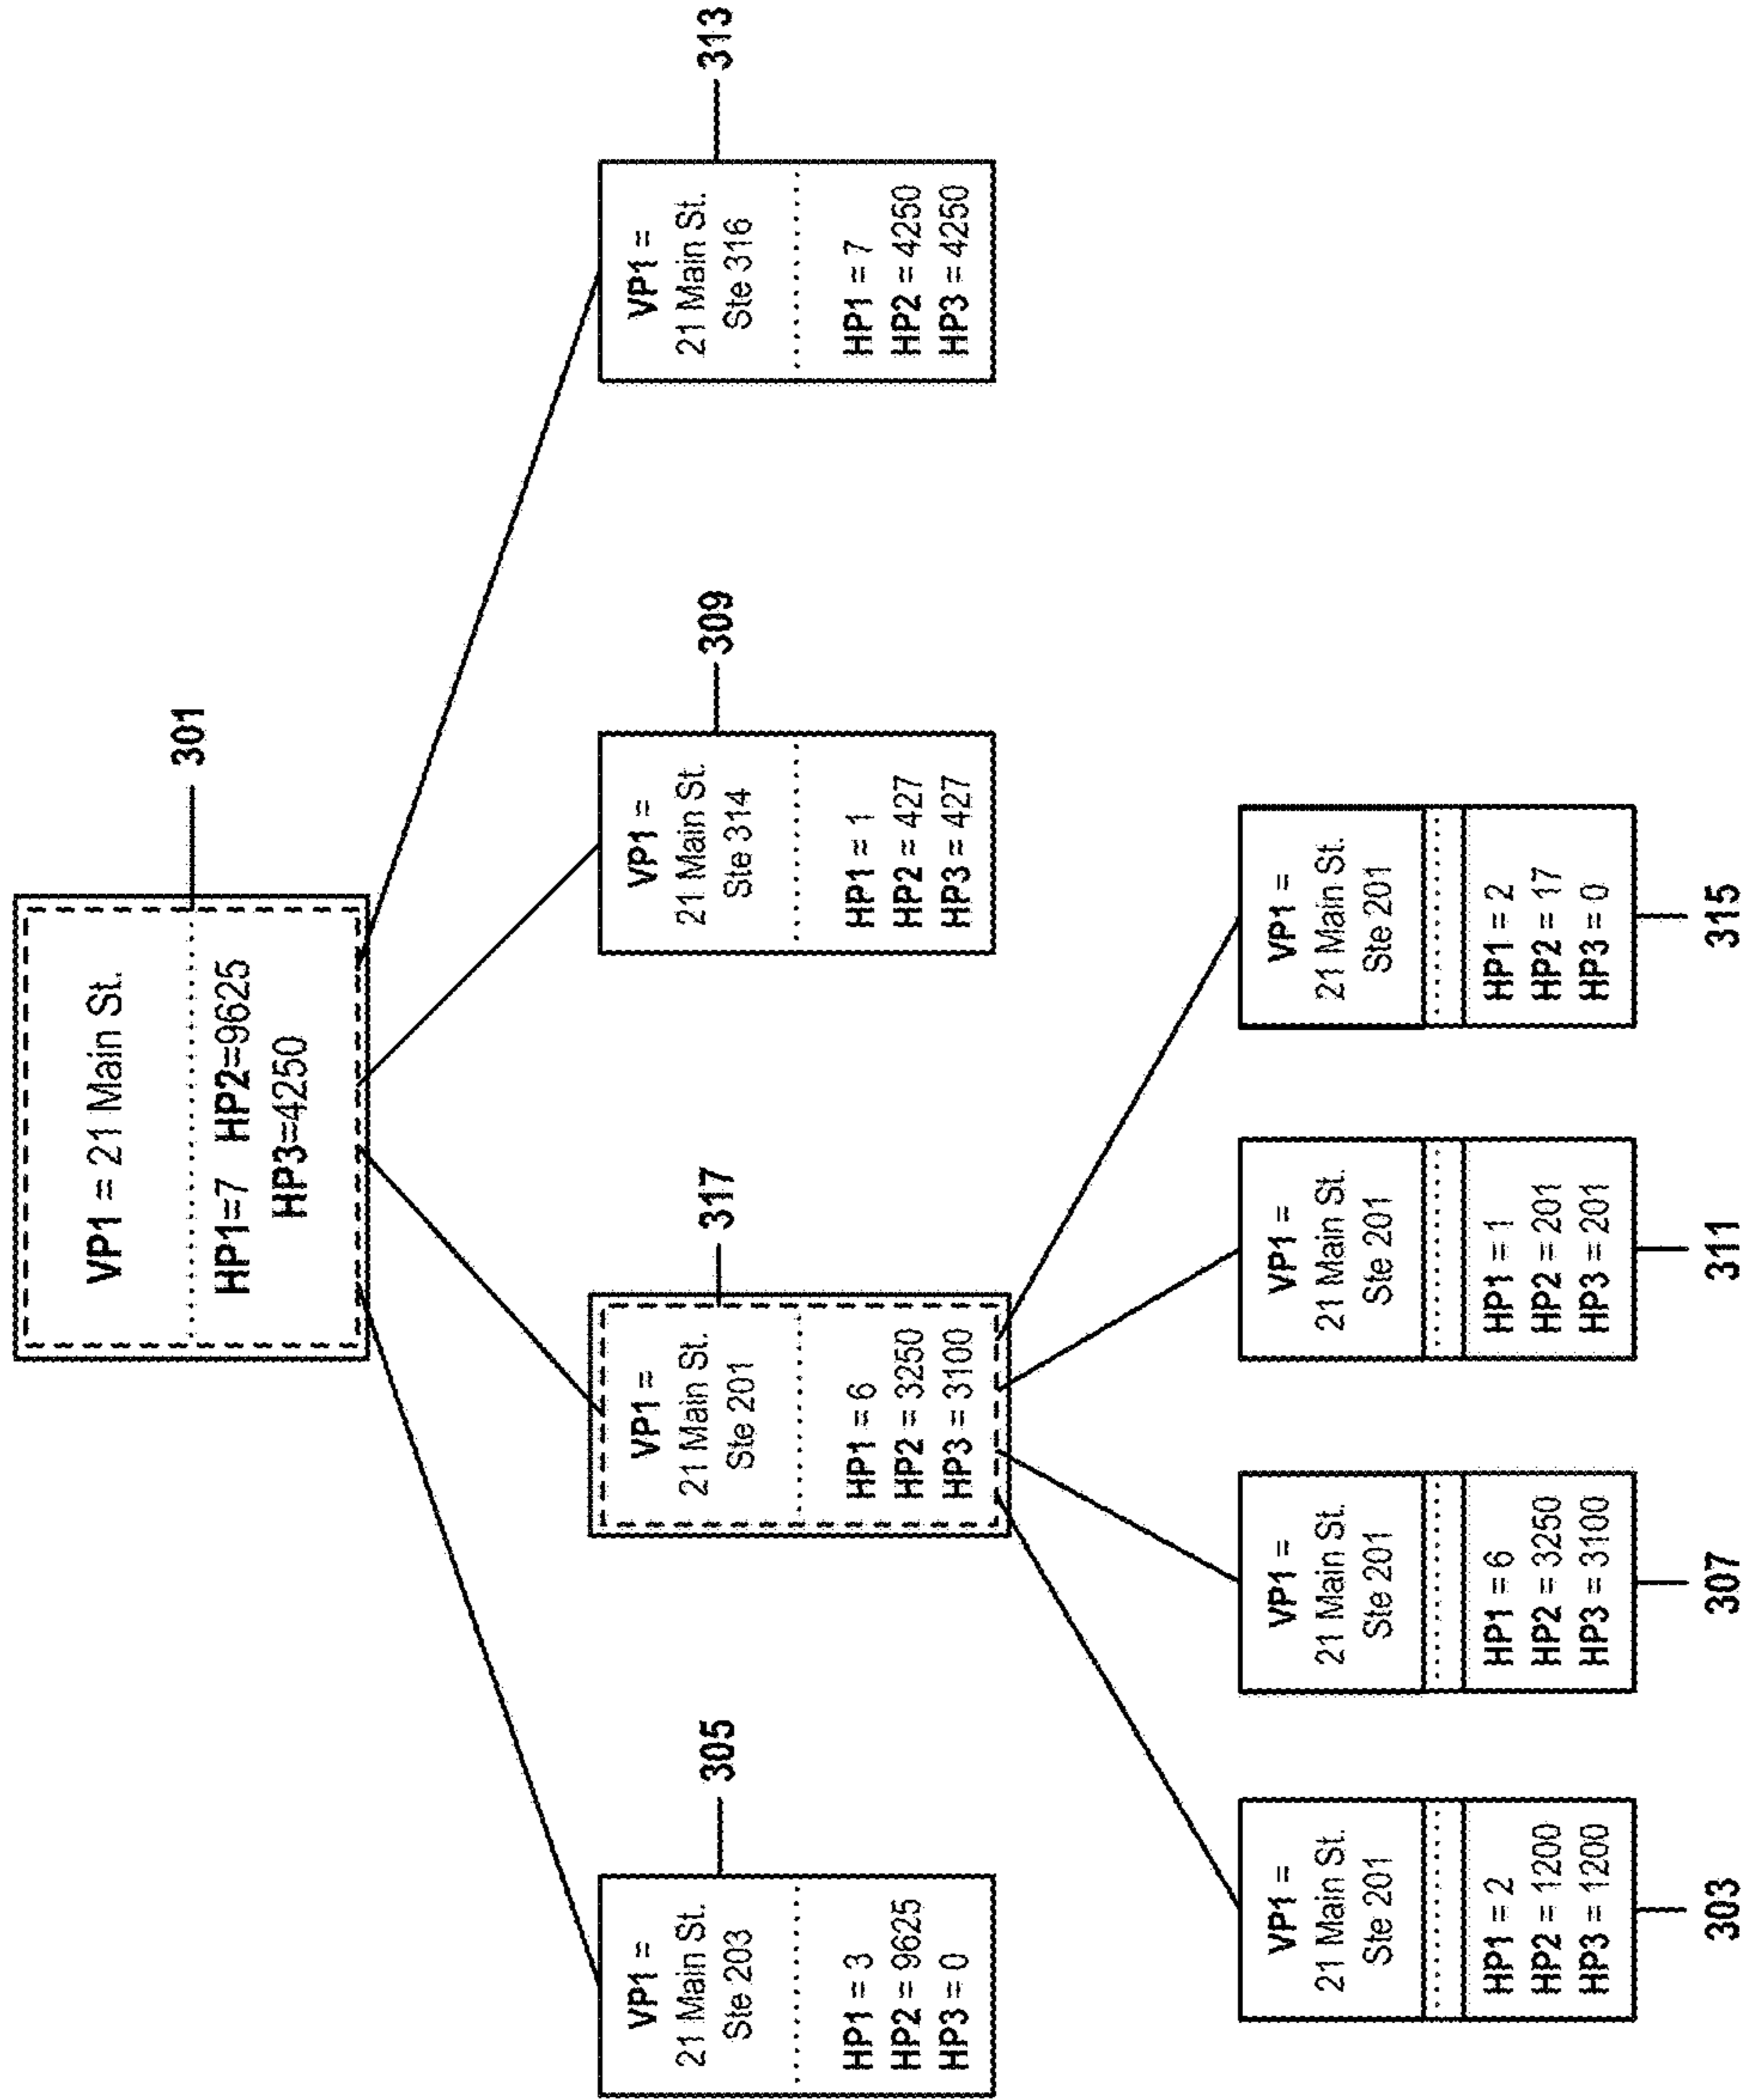 301
VP1 = 21 Main St.
HP1=7 HP2=9625
HP3=4250
305
VP1 =
21 Main St.
Ste 203
HP1 = 3
HP2 = 9625
HP3 = 0
317
VP1 =
21 Main St.
Ste 201
HP1 = 6
HP2 = 3250
HP3 = 3100
309
VP1 =
21 Main St.
Ste 314
HP1 = 1
HP2 = 427
HP3 = 427
313
VP1 =
21 Main St.
Ste 316
HP1 = 7
HP2 = 4250
HP3 = 4250
VP1 =
21 Main St.
Ste 201
HP1 = 2
HP2 = 1200
HP3 = 1200
303
VP1 =
21 Main St.
Ste 201
HP1 = 6
HP2 = 3250
HP3 = 3100
307
VP1 =
21 Main St.
Ste 201
HP1 = 1
HP2 = 201
HP3 = 201
311
VP1 =
21 Main St.
Ste 201
HP1 = 2
HP2 = 17
HP3 = 0
315